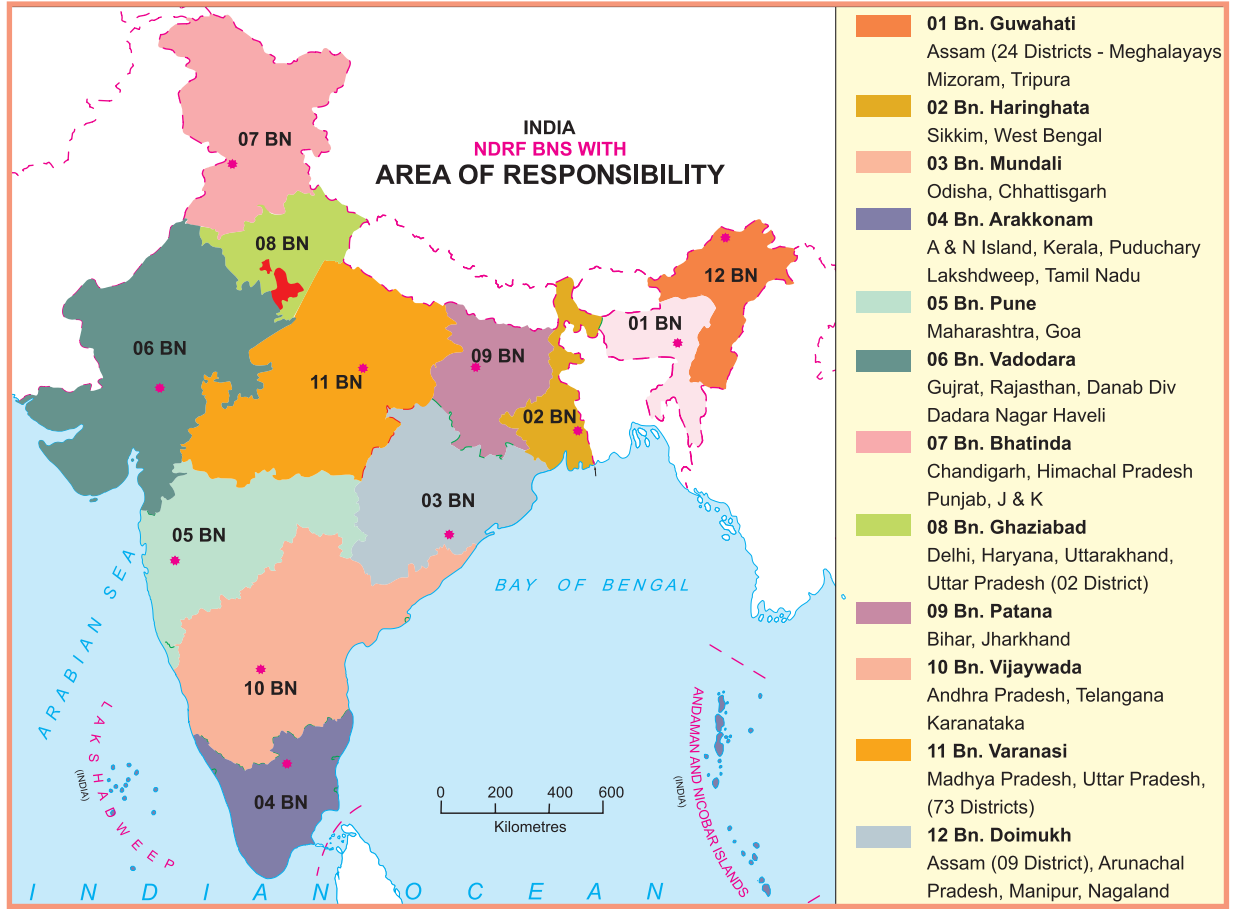 INDIA
NDRF BNS WITH
AREA OF RESPONSIBILITY
07 BN
08 BN
12 BN
01 BN
06 BN
09 BN
11 BN
02 BN
03 BN
05 BN
10 BN
04 BN
ARABIAN SEA
BAY OF BENGAL
LAKSHADWEEP
(INDIA)
ANDAMAN AND NICOBAR ISLANDS
(INDIA)
0 200 400 600
Kilometres
INDIAN OCEAN
01 Bn. Guwahati
Assam (24 Districts - Meghalayays
Mizoram, Tripura
02 Bn. Haringhata
Sikkim, West Bengal
03 Bn. Mundali
Odisha, Chhattisgarh
04 Bn. Arakkonam
A & N Island, Kerala, Puduchary
Lakshdweep, Tamil Nadu
05 Bn. Pune
Maharashtra, Goa
06 Bn. Vadodara
Gujrat, Rajasthan, Danab Div
Dadara Nagar Haveli
07 Bn. Bhatinda
Chandigarh, Himachal Pradesh
Punjab, J & K
08 Bn. Ghaziabad
Delhi, Haryana, Uttarakhand,
Uttar Pradesh (02 District)
09 Bn. Patana
Bihar, Jharkhand
10 Bn. Vijaywada
Andhra Pradesh, Telangana
Karanataka
11 Bn. Varanasi
Madhya Pradesh, Uttar Pradesh,
(73 Districts)
12 Bn. Doimukh
Assam (09 District), Arunachal
Pradesh, Manipur, Nagaland